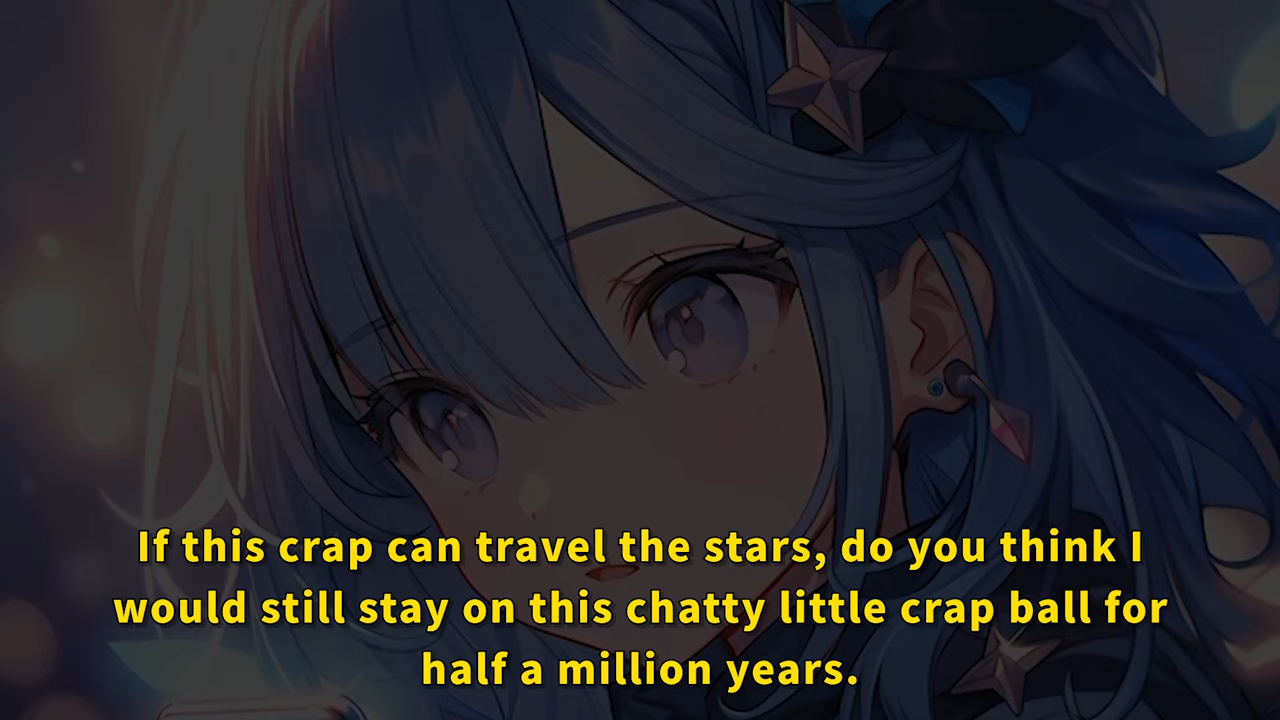 If this crap can travel the stars, do you think I
would still stay on this chatty little crap ball for
half a million years.